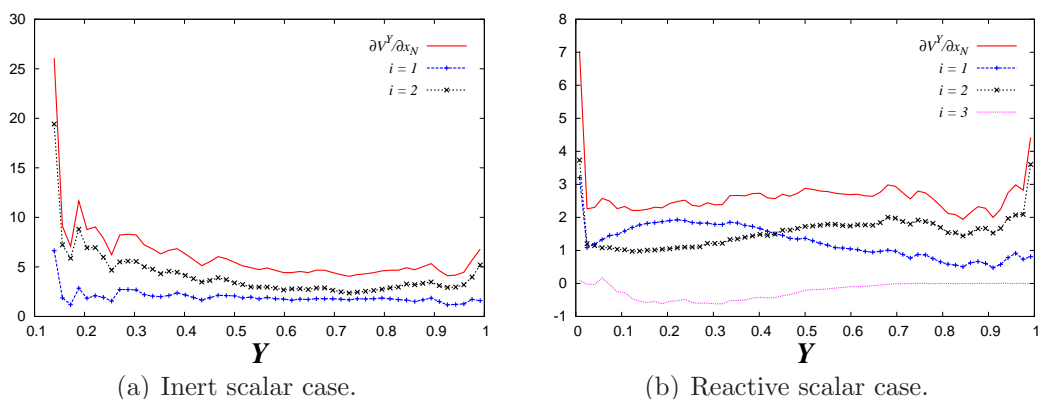 30
25
20
15
10
5
0
0.1 0.2 0.3 0.4 0.5 0.6 0.7 0.8 0.9 1
Y
∂V^Y/∂x_N
i = 1
i = 2
(a) Inert scalar case.
8
7
6
5
4
3
2
1
0
-1
0 0.1 0.2 0.3 0.4 0.5 0.6 0.7 0.8 0.9 1
Y
∂V^Y/∂x_N
i = 1
i = 2
i = 3
(b) Reactive scalar case.